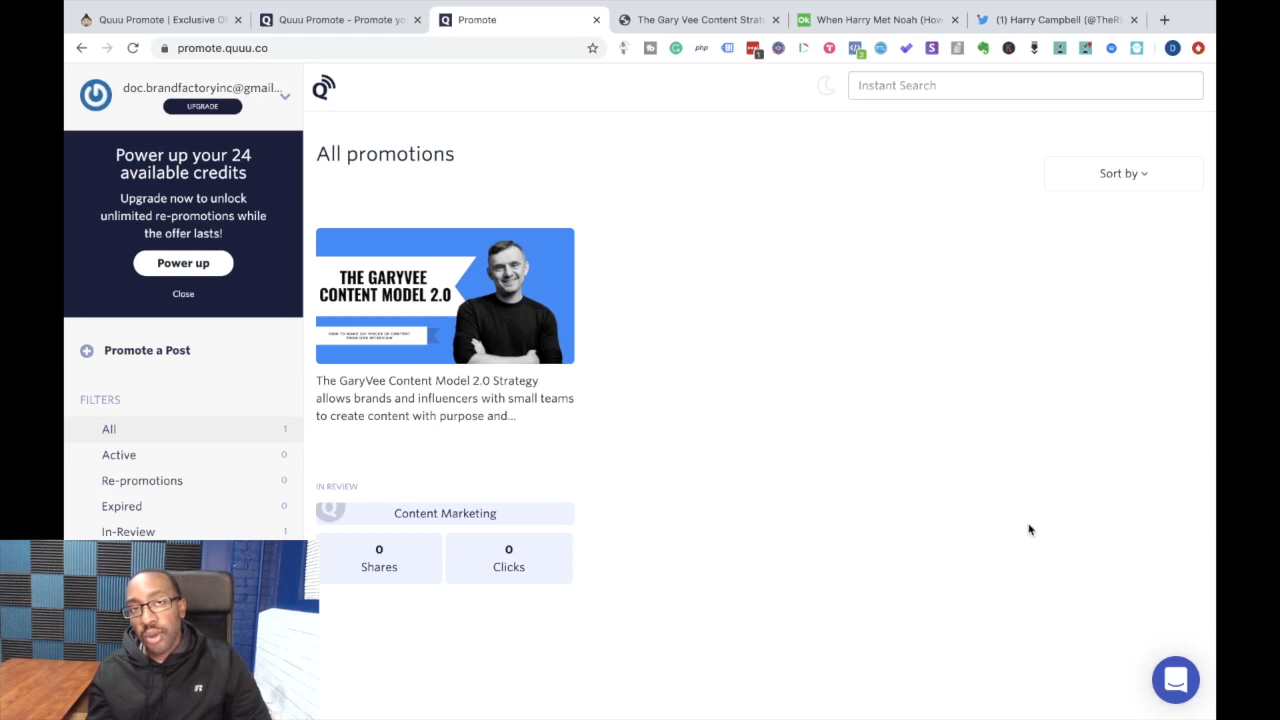 Quuu Promote | Exclusive O
Quuu Promote - Promote yo
Promote
The Gary Vee Content Strat
When Harry Met Noah (How
(1) Harry Campbell (@TheR
promote.quuu.co
doc.brandfactoryinc@gmail...
UPGRADE
Instant Search
Power up your 24
available credits
Upgrade now to unlock
unlimited re-promotions while
the offer lasts!
Power up
Close
All promotions
Sort by
THE GARYVEE
CONTENT MODEL 2.0
The GaryVee Content Model 2.0 Strategy
allows brands and influencers with small teams
to create content with purpose and...
Promote a Post
FILTERS
All 1
Active 0
Re-promotions 0
Expired 0
In-Review 1
IN REVIEW
Content Marketing
0 0
Shares Clicks